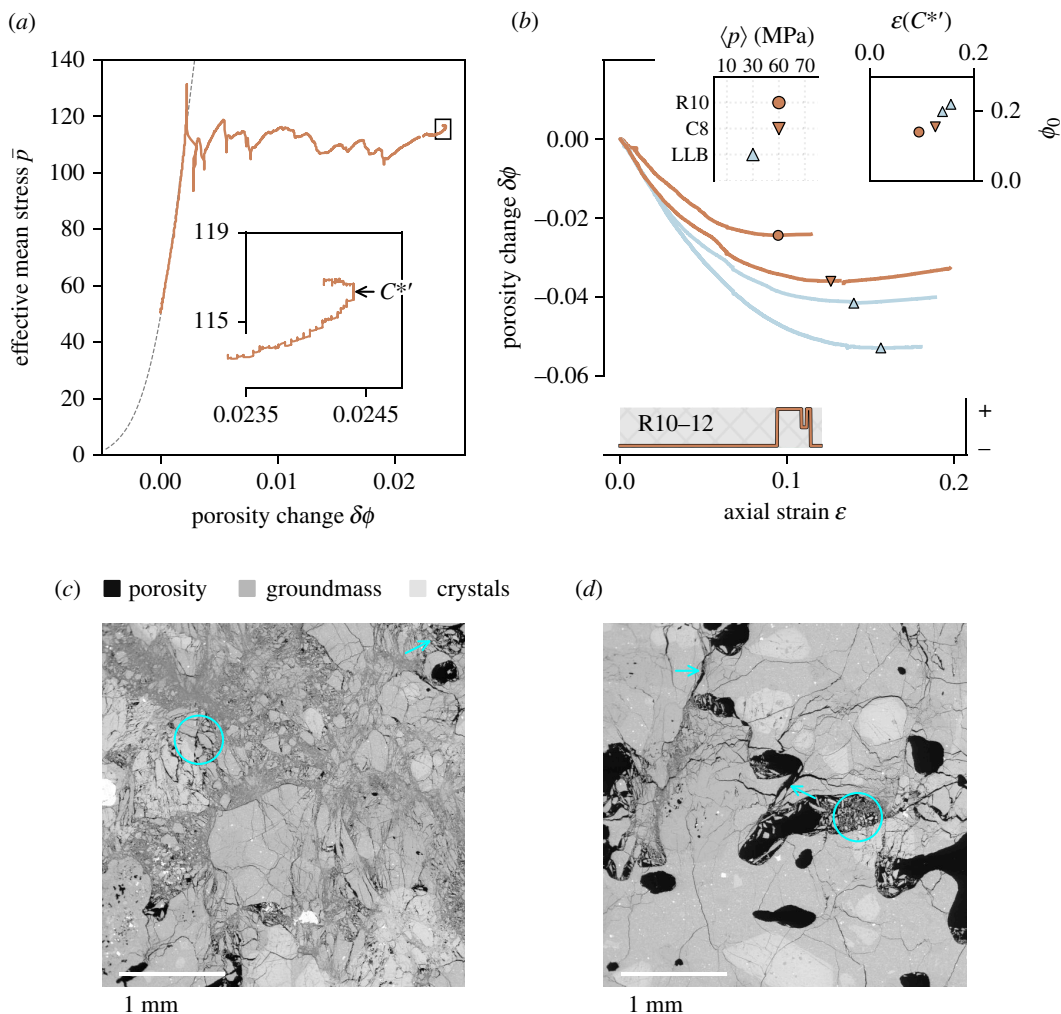 (a)
140
120
100
80
60
40
20
0
effective mean stress p̄
119
115
C*′
0.0235 0.0245
0.00 0.01 0.02
porosity change δϕ
(b)
⟨p⟩ (MPa)
10 30 60 70
R10
C8
LLB
ε(C*′)
0.0 0.2
0.2
0.0
ϕ0
0.00
−0.02
−0.04
−0.06
porosity change δϕ
R10–12
+
−
0.0 0.1 0.2
axial strain ε
(c) porosity groundmass crystals
1 mm
(d)
1 mm